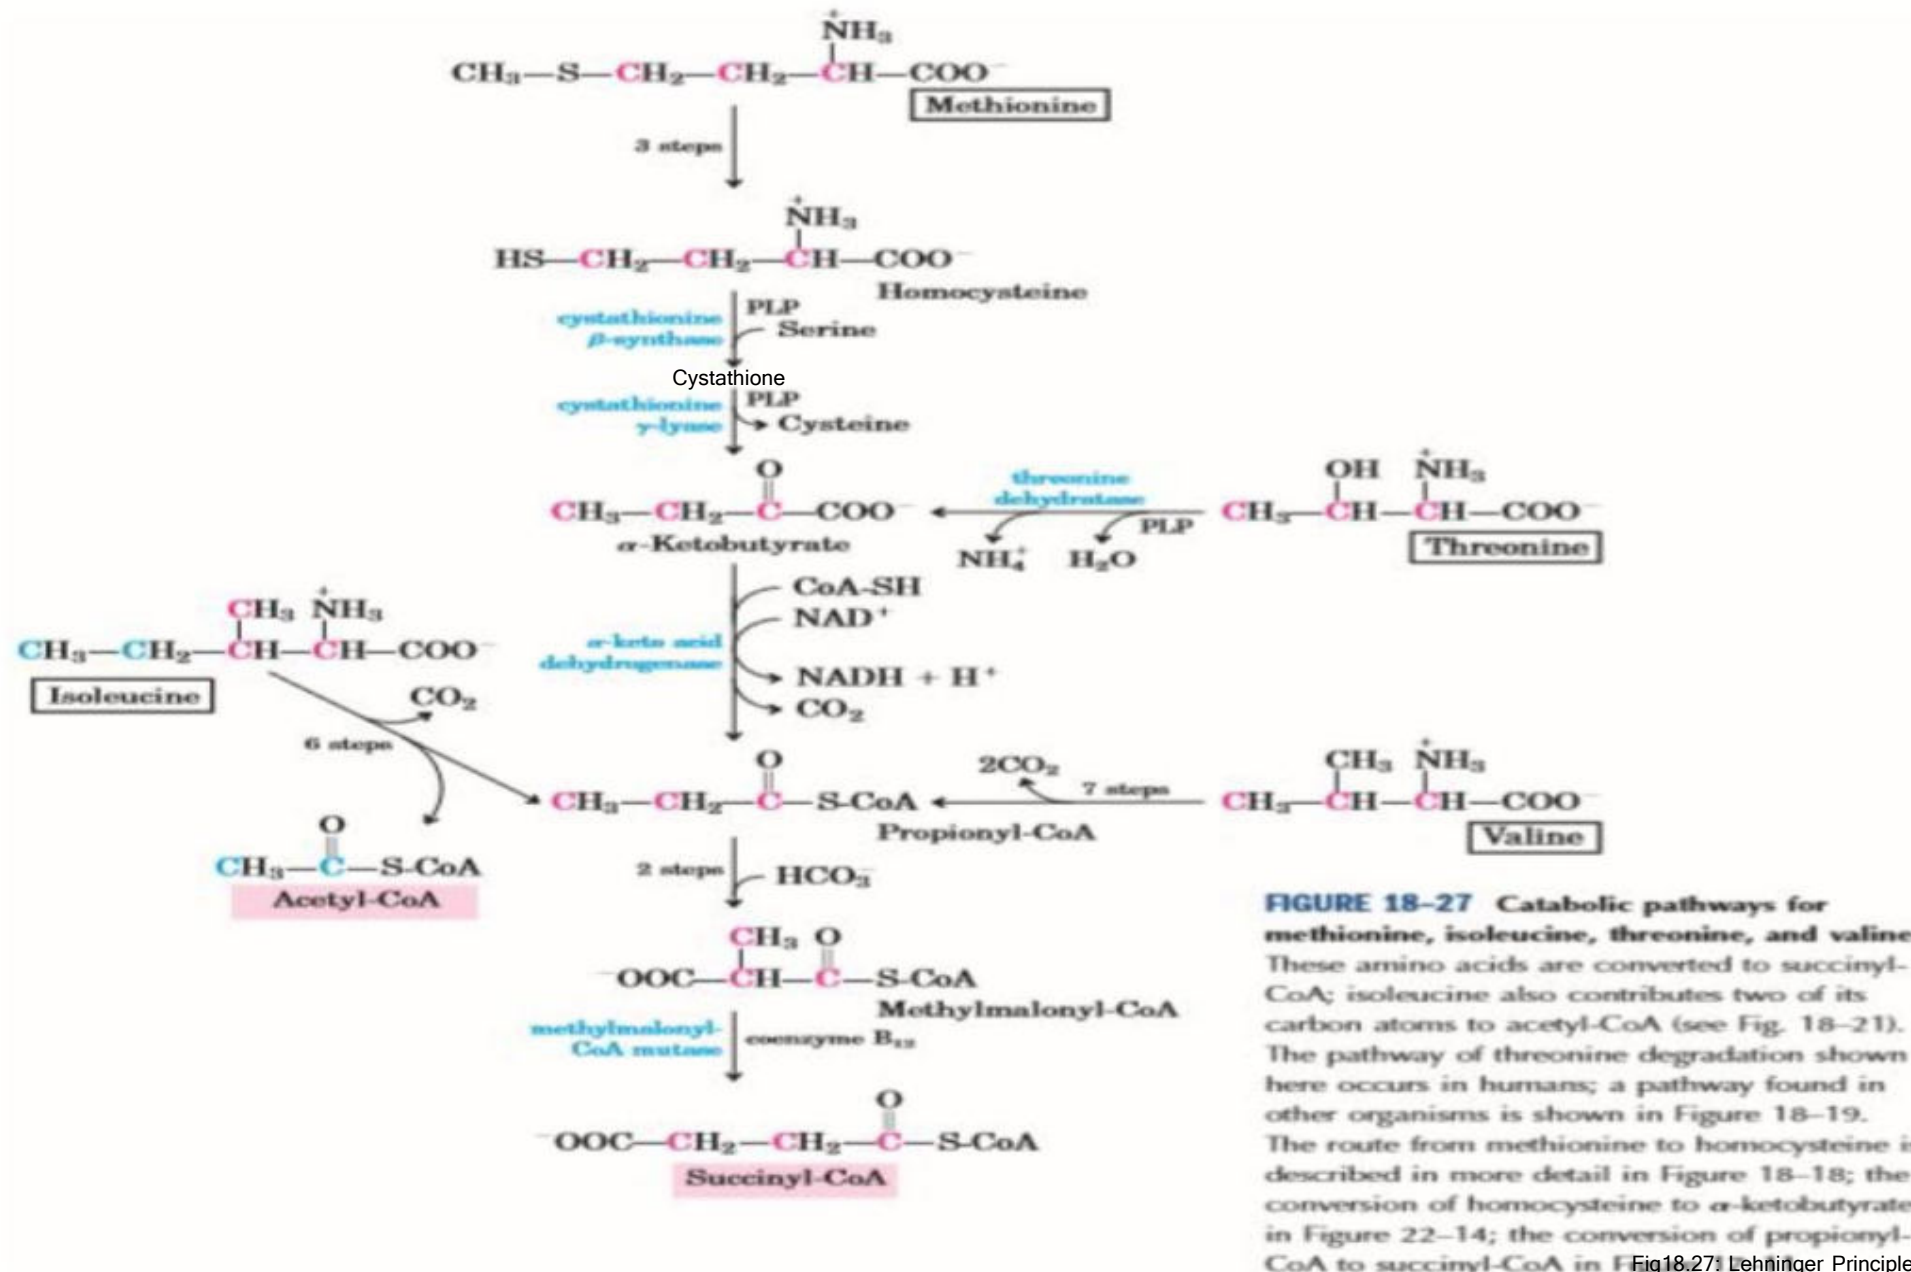 NH₃⁺
CH₃—S—CH₂—CH₂—CH—COO⁻
Methionine
3 steps
NH₃⁺
HS—CH₂—CH₂—CH—COO⁻
Homocysteine
cystathionine
β-synthase
PLP
Serine
Cystathione
cystathionine
γ-lyase
PLP
Cysteine
O
CH₃—CH₂—C—COO⁻
α-Ketobutyrate
threonine
dehydratase
PLP
NH₄⁺ H₂O
OH NH₃⁺
CH₃—CH—CH—COO⁻
Threonine
CoA-SH
NAD⁺
α-keto acid
dehydrogenase
NADH + H⁺
CO₂
CH₃ NH₃⁺
CH₃—CH₂—CH—CH—COO⁻
Isoleucine
CO₂
6 steps
O
CH₃—C—S-CoA
Acetyl-CoA
O
CH₃—CH₂—C—S-CoA
Propionyl-CoA
2CO₂
7 steps
CH₃ NH₃⁺
CH₃—CH—CH—COO⁻
Valine
2 steps
HCO₃⁻
CH₃ O
⁻OOC—CH—C—S-CoA
Methylmalonyl-CoA
methylmalonyl-
CoA mutase
coenzyme B₁₂
O
⁻OOC—CH₂—CH₂—C—S-CoA
Succinyl-CoA
FIGURE 18–27 Catabolic pathways for
methionine, isoleucine, threonine, and valine
These amino acids are converted to succinyl-
CoA; isoleucine also contributes two of its
carbon atoms to acetyl-CoA (see Fig. 18–21).
The pathway of threonine degradation shown
here occurs in humans; a pathway found in
other organisms is shown in Figure 18–19.
The route from methionine to homocysteine is
described in more detail in Figure 18–18; the
conversion of homocysteine to α-ketobutyrate
in Figure 22–14; the conversion of propionyl-
CoA to succinyl-CoA in
Fig18.27: Lehninger Principle